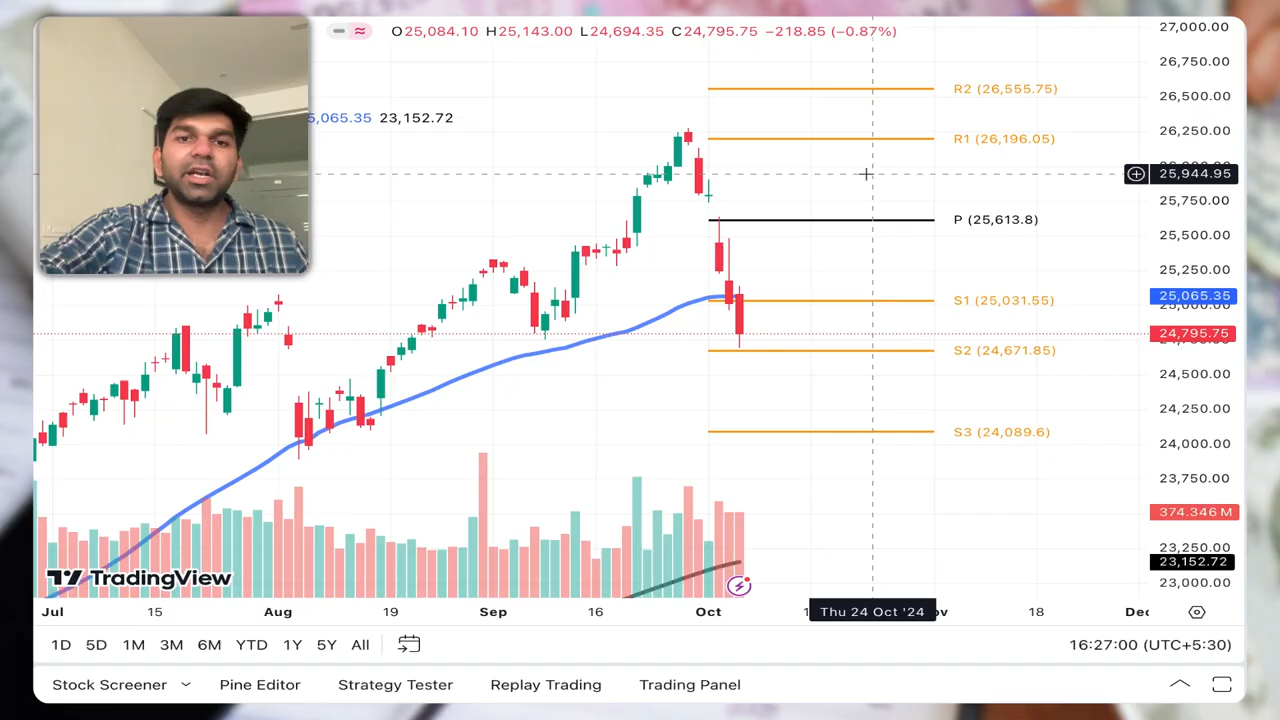 O25,084.10 H25,143.00 L24,694.35 C24,795.75 −218.85 (−0.87%)
27,000.00
26,750.00
R2 (26,555.75)
26,500.00
5,065.35 23,152.72
26,250.00
R1 (26,196.05)
25,944.95
25,750.00
P (25,613.8)
25,500.00
25,250.00
25,065.35
S1 (25,031.55)
24,795.75
S2 (24,671.85)
24,500.00
24,250.00
S3 (24,089.6)
24,000.00
23,750.00
374.346 M
23,250.00
23,152.72
TradingView
23,000.00
Jul 15 Aug 19 Sep 16 Oct Thu 24 Oct '24 18
1D 5D 1M 3M 6M YTD 1Y 5Y All 16:27:00 (UTC+5:30)
Stock Screener Pine Editor Strategy Tester Replay Trading Trading Panel